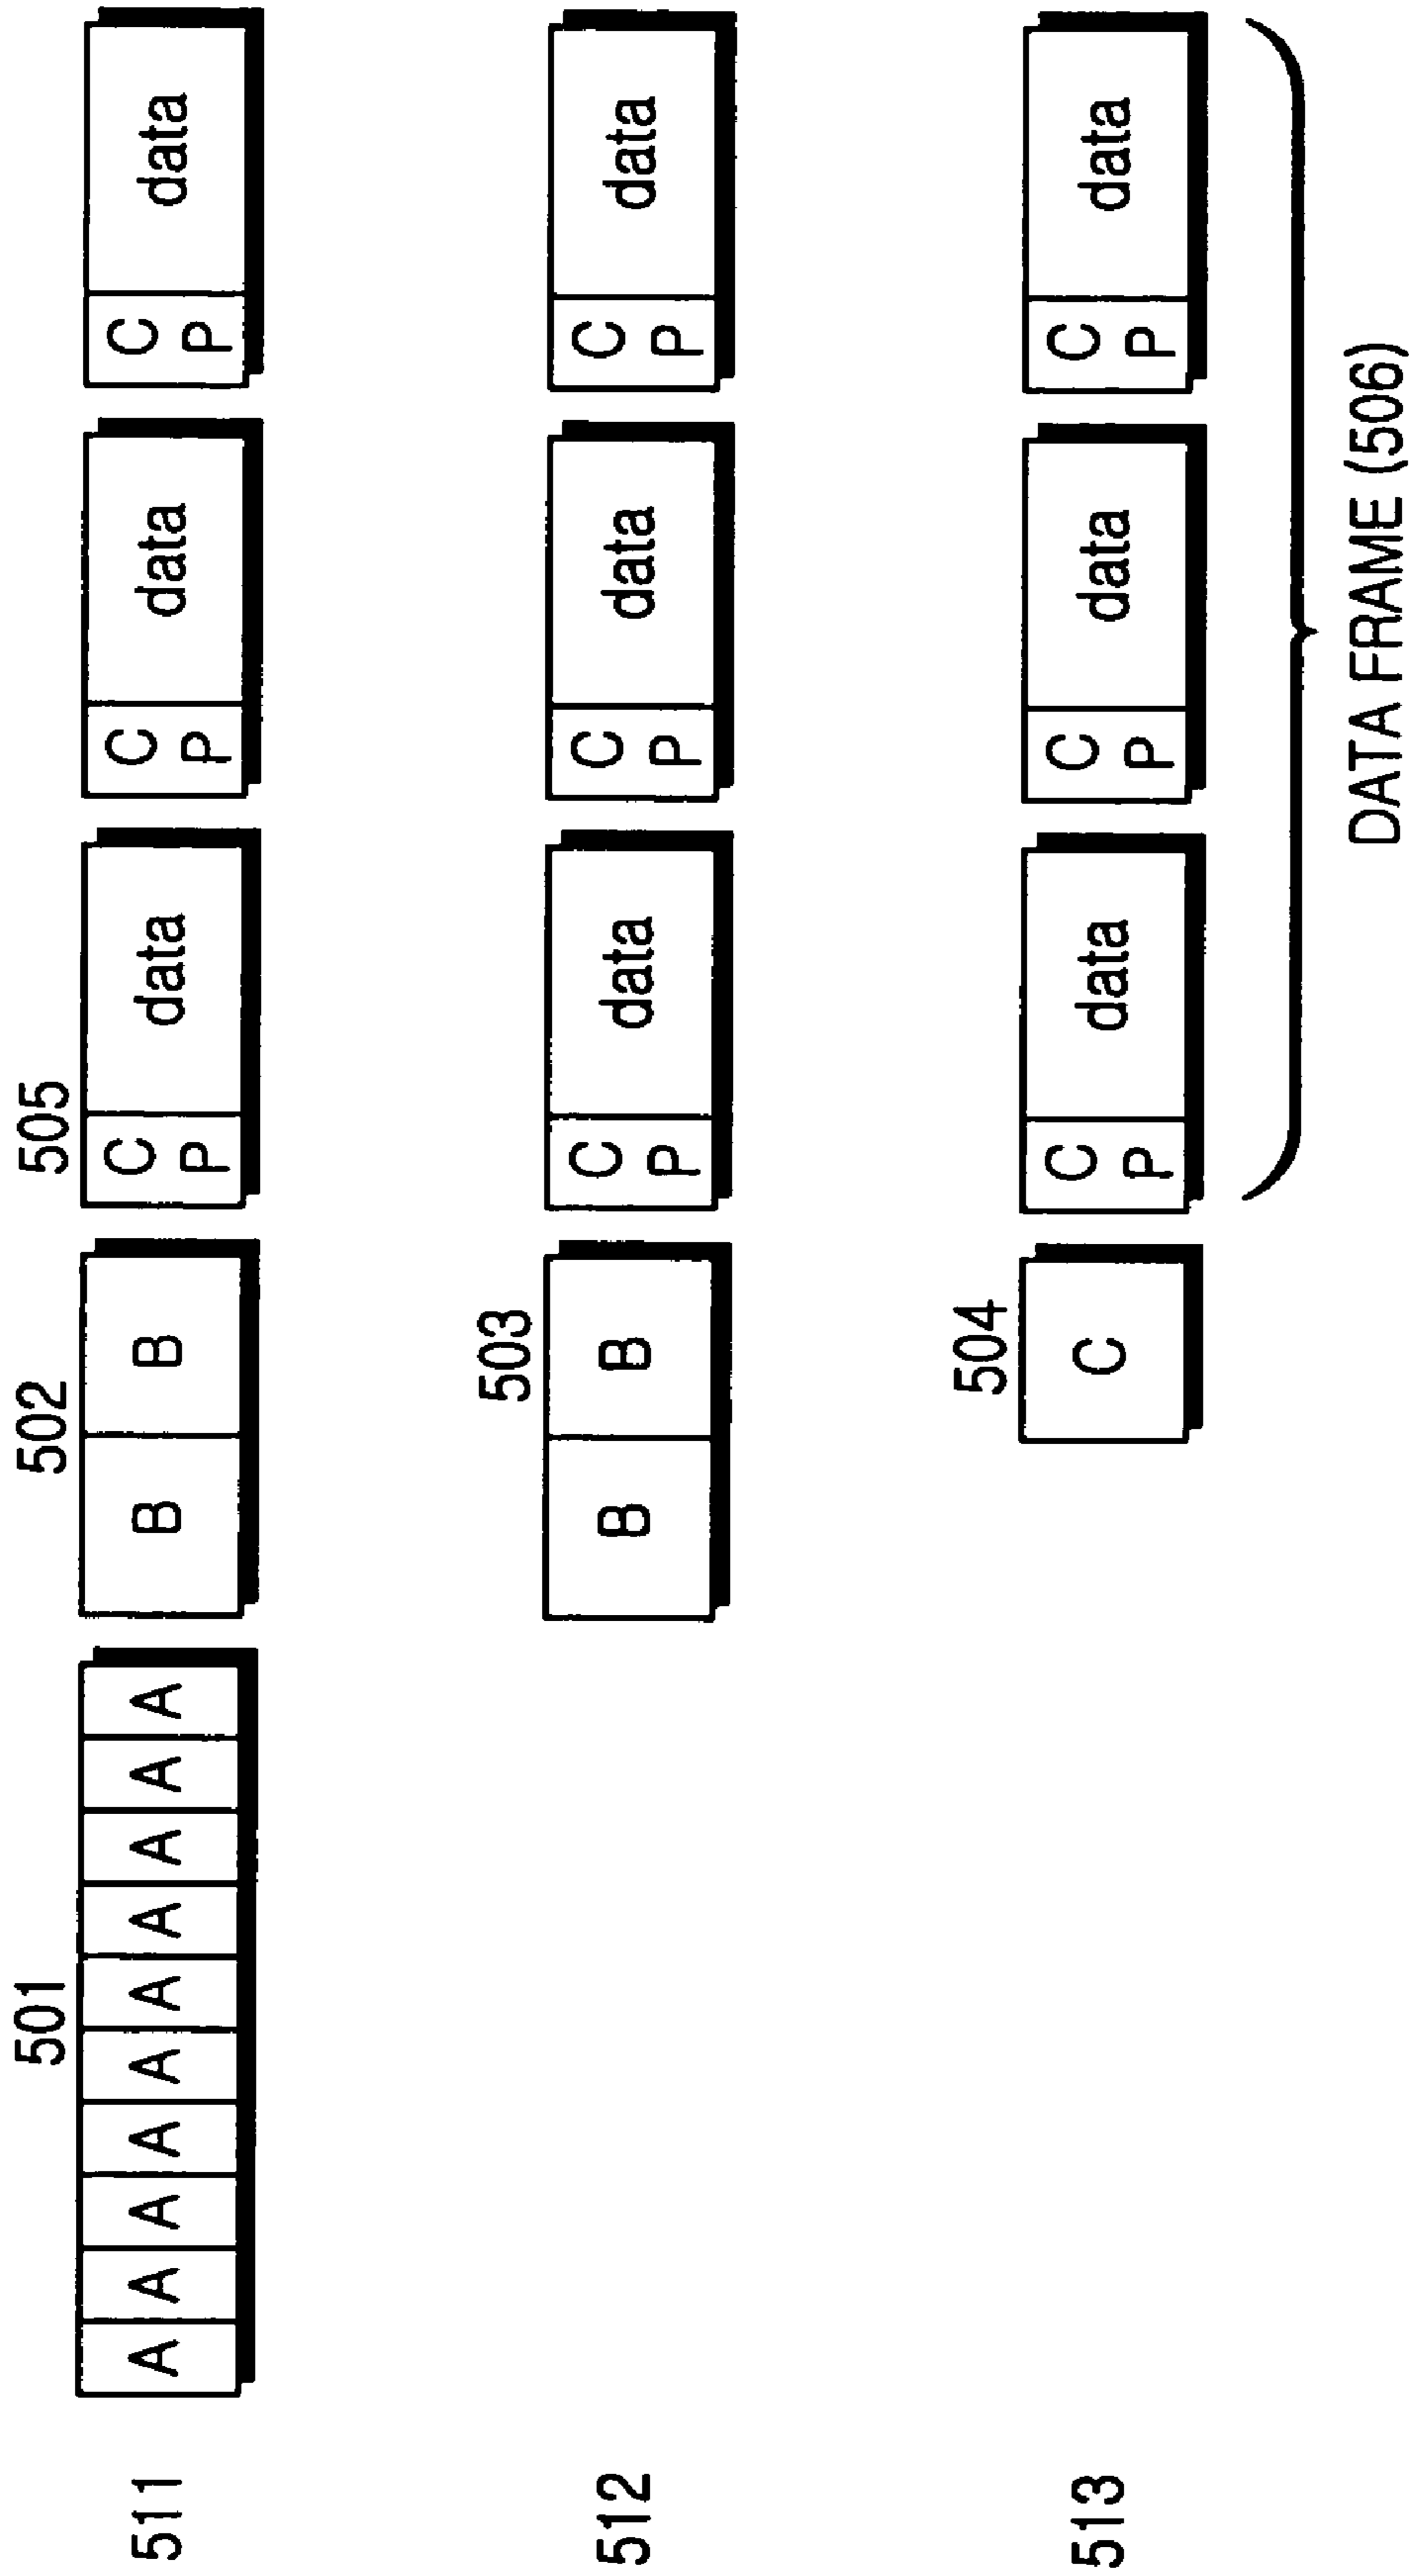 501 502 505
511 A A A A A A A A A A B B C P data C P data C P data
503
512 B B C P data C P data C P data
504
513 C C P data C P data C P data
DATA FRAME (506)